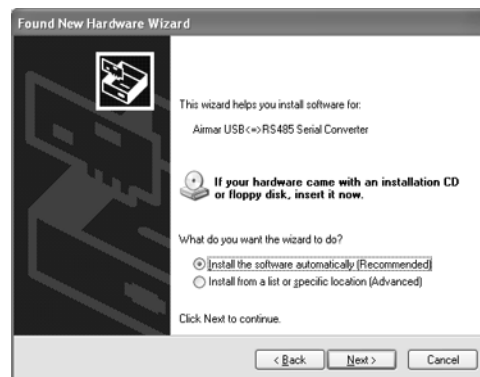 Found New Hardware Wizard
This wizard helps you install software for:
Airmar USB<=>RS485 Serial Converter
If your hardware came with an installation CD
or floppy disk, insert it now.
What do you want the wizard to do?
Install the software automatically (Recommended)
Install from a list or specific location (Advanced)
Click Next to continue.
< Back Next > Cancel